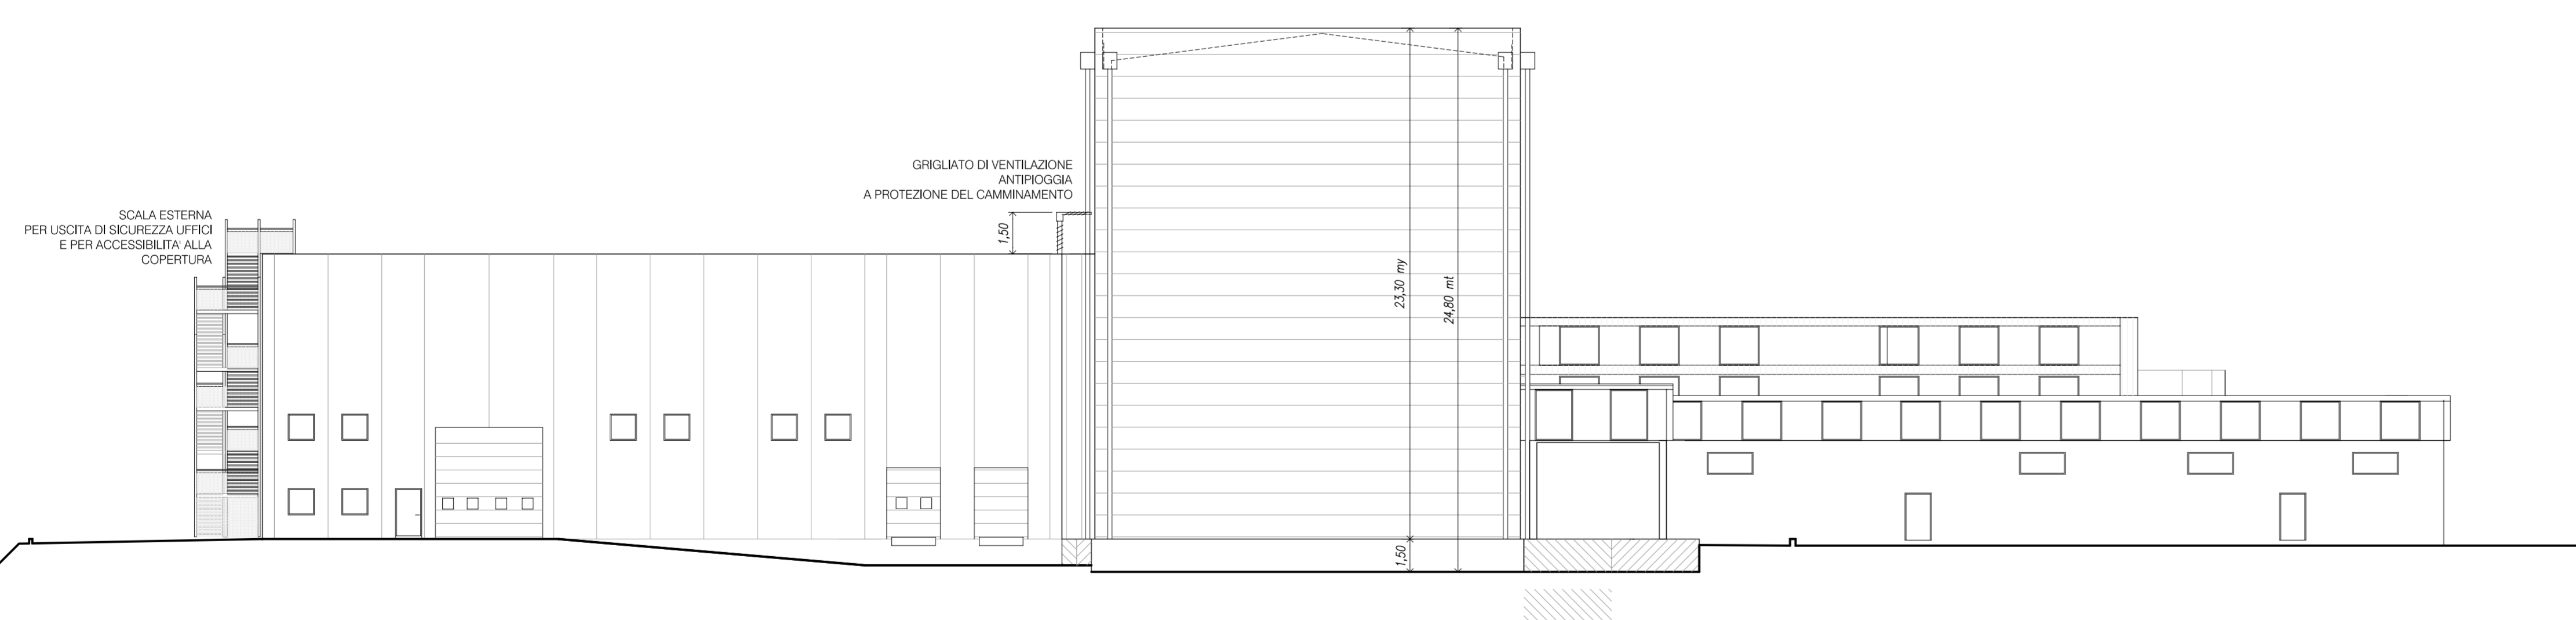 GRIGLIATO DI VENTILAZIONE
ANTIPIOGGIA
A PROTEZIONE DEL CAMMINAMENTO
SCALA ESTERNA
PER USCITA DI SICUREZZA UFFICI
E PER ACCESSIBILITA' ALLA
COPERTURA
1,50
23,30 my
24,80 mt
1,50